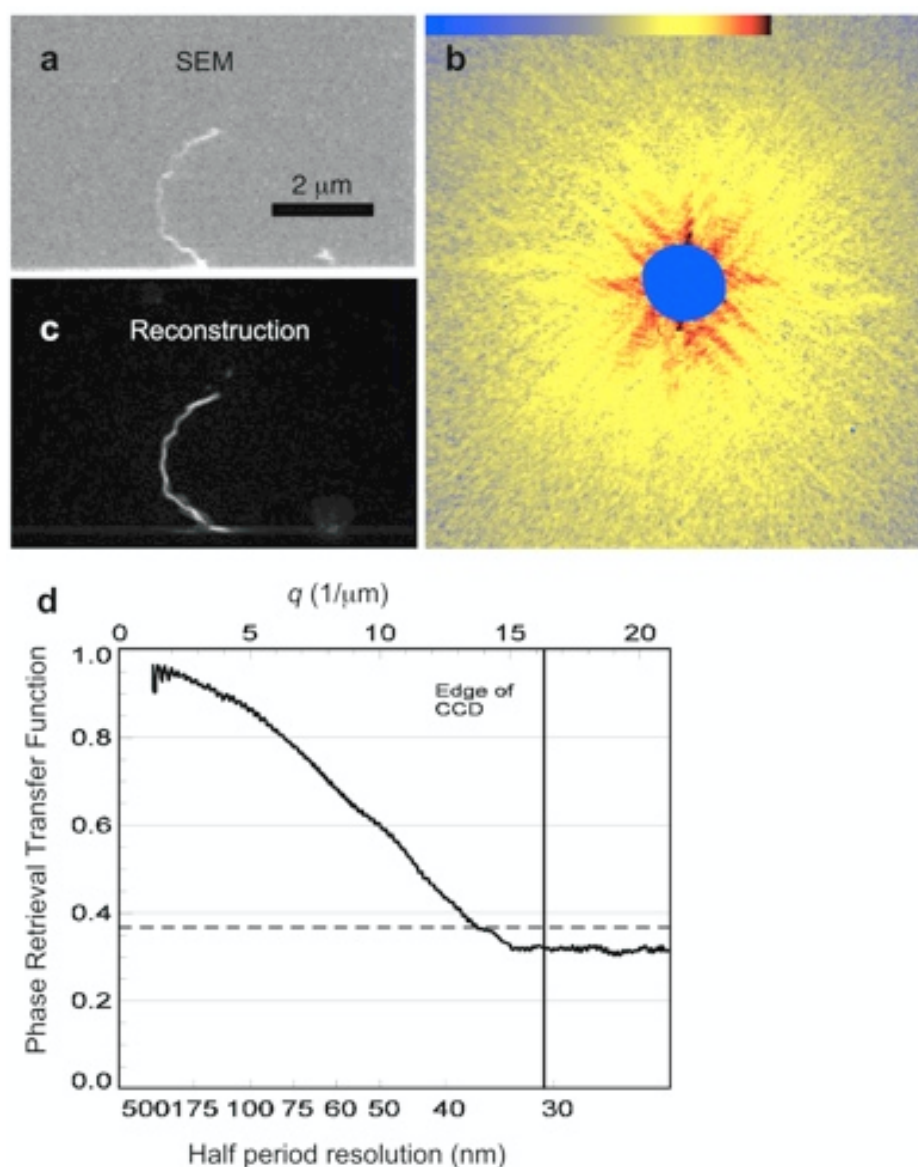 a
SEM
2 μm
b
c
Reconstruction
d
q (1/μm)
0 5 10 15 20
Phase Retrieval Transfer Function
1.0
0.8
0.6
0.4
0.2
0.0
Edge of
CCD
500175 100 75 60 50 40 30
Half period resolution (nm)